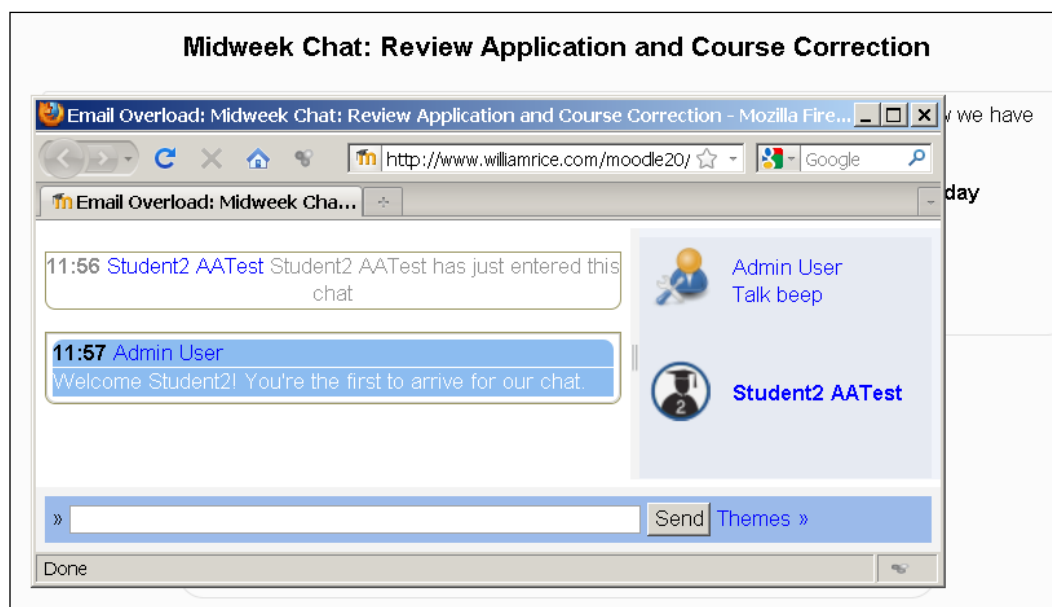 Midweek Chat: Review Application and Course Correction
we have
day
Email Overload: Midweek Chat: Review Application and Course Correction - Mozilla Fire...
http://www.williamrice.com/moodle20/
Google
Email Overload: Midweek Cha...
11:56 Student2 AATest Student2 AATest has just entered this
chat
11:57 Admin User
Welcome Student2! You're the first to arrive for our chat.
Admin User
Talk beep
2
Student2 AATest
»
Send
Themes »
Done